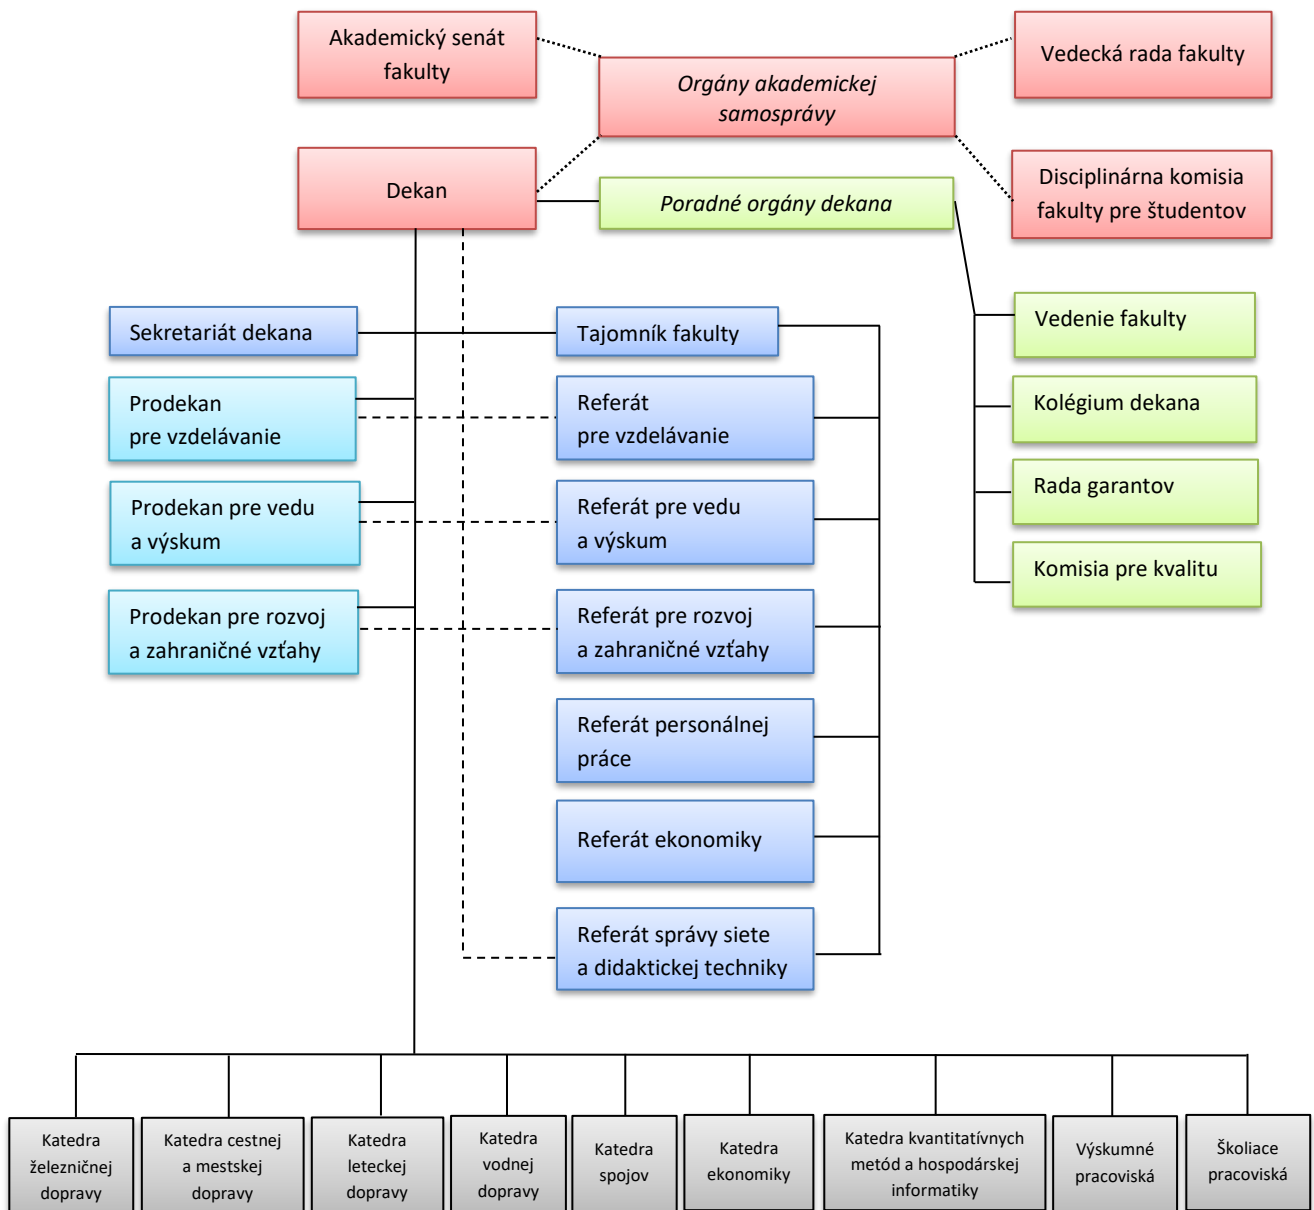 Akademický senát
fakulty
Orgány akademickej
samosprávy
Vedecká rada fakulty
Dekan
Poradné orgány dekana
Disciplinárna komisia
fakulty pre študentov
Sekretariát dekana
Tajomník fakulty
Vedenie fakulty
Prodekan
pre vzdelávanie
Referát
pre vzdelávanie
Kolégium dekana
Prodekan pre vedu
a výskum
Referát pre vedu
a výskum
Rada garantov
Komisia pre kvalitu
Prodekan pre rozvoj
a zahraničné vzťahy
Referát pre rozvoj
a zahraničné vzťahy
Referát personálnej
práce
Referát ekonomiky
Referát správy siete
a didaktickej techniky
Katedra
železničnej
dopravy
Katedra cestnej
a mestskej
dopravy
Katedra
leteckej
dopravy
Katedra
vodnej
dopravy
Katedra
spojov
Katedra
ekonomiky
Katedra kvantitatívnych
metód a hospodárskej
informatiky
Výskumné
pracoviská
Školiace
pracoviská